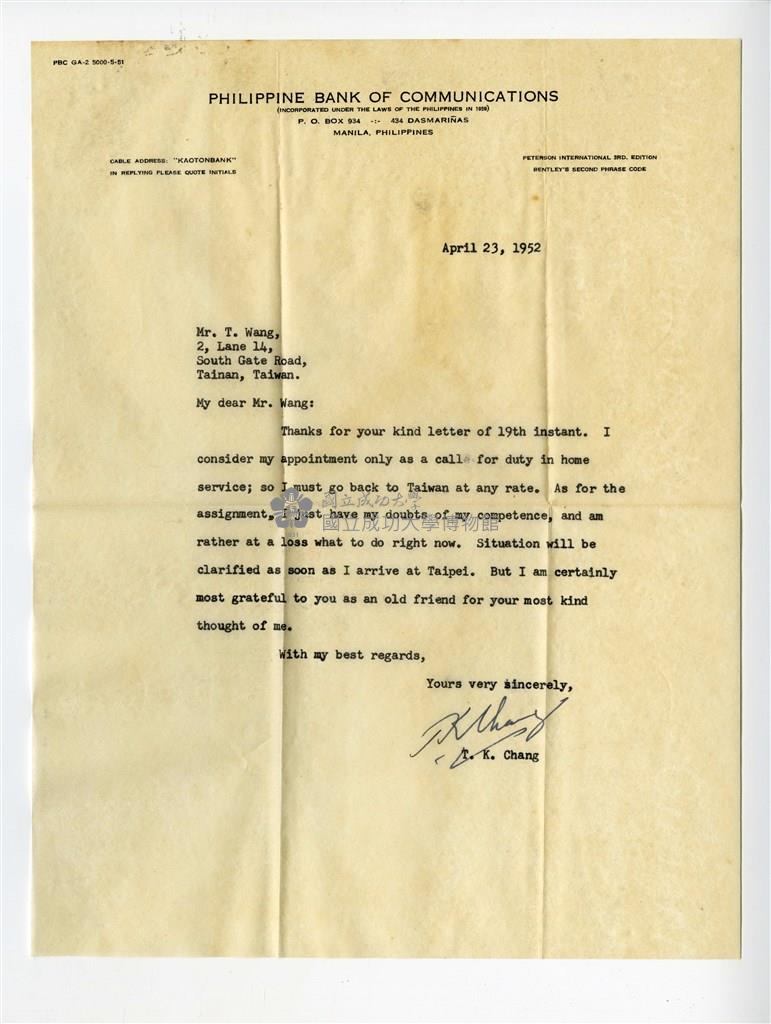 PBC GA-2 5000-5-51
PHILIPPINE BANK OF COMMUNICATIONS
(INCORPORATED UNDER THE LAWS OF THE PHILIPPINES IN 1939)
P. O. BOX 934 -:- 434 DASMARIÑAS
MANILA, PHILIPPINES
CABLE ADDRESS: "KAOTONBANK"
IN REPLYING PLEASE QUOTE INITIALS
PETERSON INTERNATIONAL 3RD. EDITION
BENTLEY'S SECOND PHRASE CODE
April 23, 1952
Mr. T. Wang,
2, Lane 14,
South Gate Road,
Tainan, Taiwan.
My dear Mr. Wang:
Thanks for your kind letter of 19th instant. I
consider my appointment only as a call for duty in home
service; so I must go back to Taiwan at any rate. As for the
assignment, I just have my doubts of my competence, and am
rather at a loss what to do right now. Situation will be
clarified as soon as I arrive at Taipei. But I am certainly
most grateful to you as an old friend for your most kind
thought of me.
With my best regards,
Yours very sincerely,
TKChang
T. K. Chang
國立成功大學
國立成功大學博物館